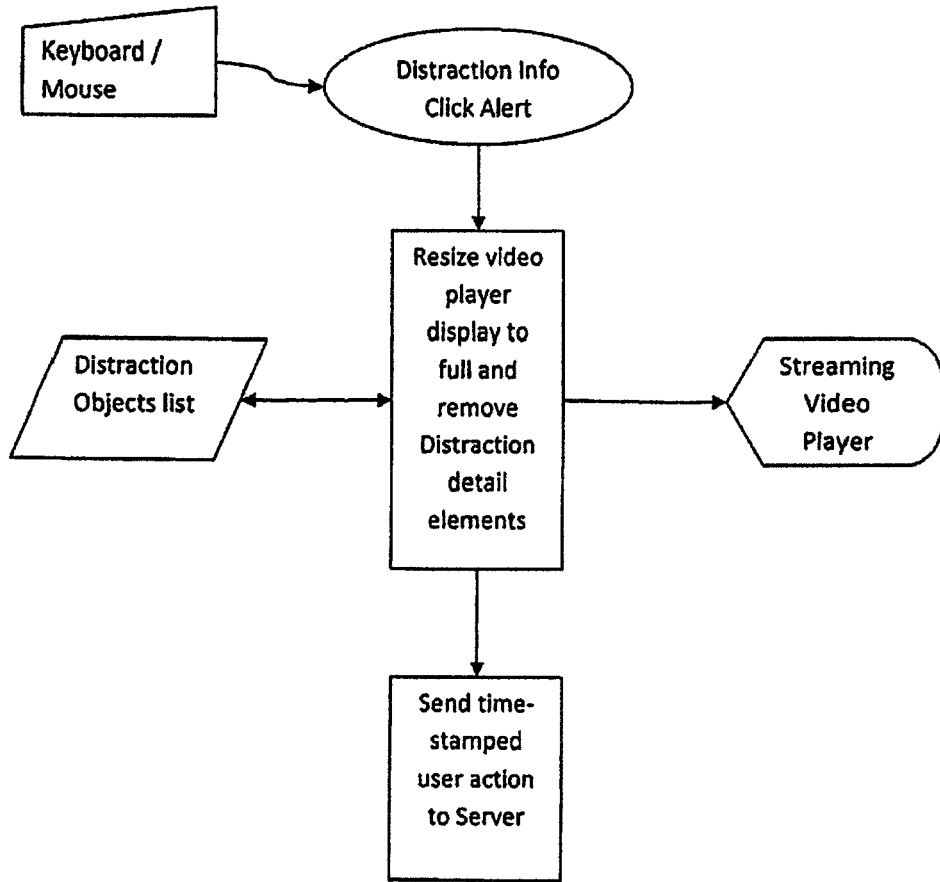 Keyboard /
Mouse
Distraction Info
Click Alert
Resize video
player
display to
full and
remove
Distraction
detail
elements
Distraction
Objects list
Streaming
Video
Player
Send time-
stamped
user action
to Server